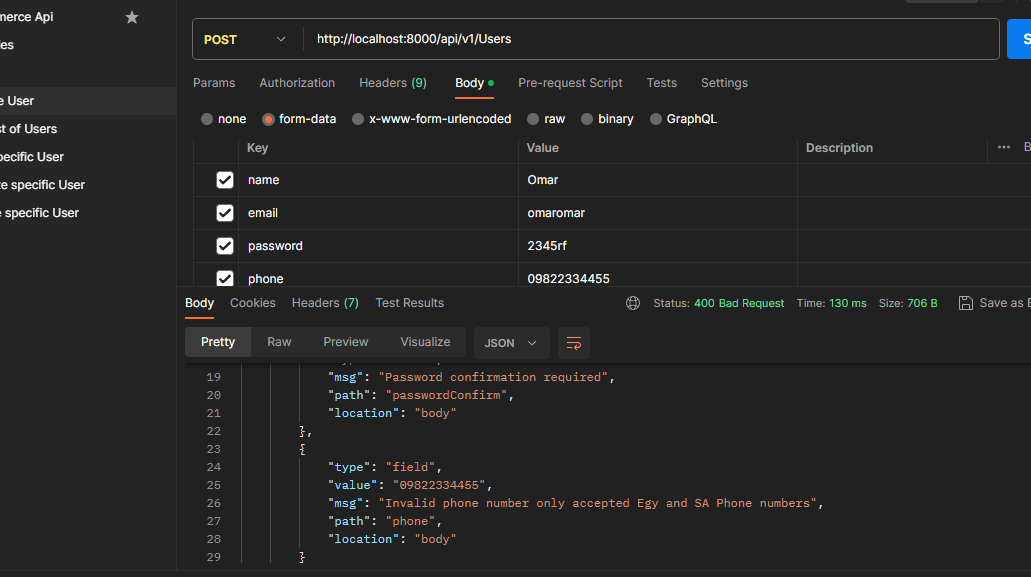 merce Api
POST http://localhost:8000/api/v1/Users S
ies
Params Authorization Headers (9) Body Pre-request Script Tests Settings
e User
none form-data x-www-form-urlencoded raw binary GraphQL
st of Users
Key Value Description ••• B
pecific User
name Omar
te specific User
email omaromar
e specific User
password 2345rf
phone 09822334455
Body Cookies Headers (7) Test Results Status: 400 Bad Request Time: 130 ms Size: 706 B Save as E
Pretty Raw Preview Visualize JSON
19 "msg": "Password confirmation required",
20 "path": "passwordConfirm",
21 "location": "body"
22 },
23 {
24 "type": "field",
25 "value": "09822334455",
26 "msg": "Invalid phone number only accepted Egy and SA Phone numbers",
27 "path": "phone",
28 "location": "body"
29 }